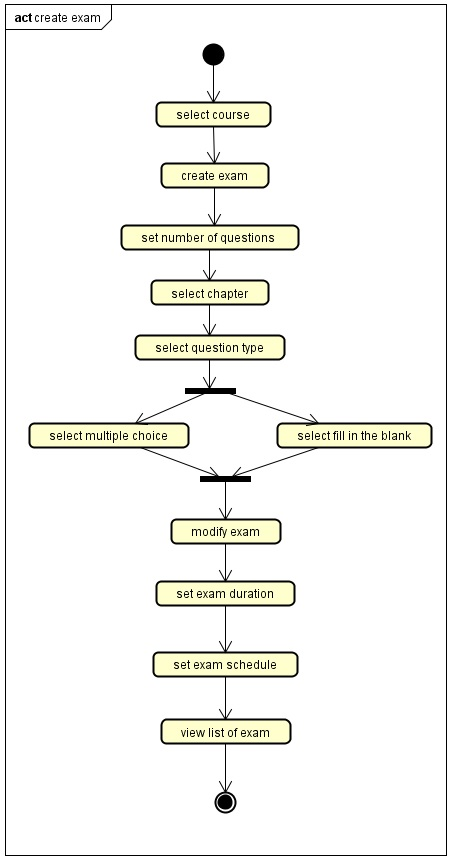 act create exam
select course
create exam
set number of questions
select chapter
select question type
select multiple choice
select fill in the blank
modify exam
set exam duration
set exam schedule
view list of exam